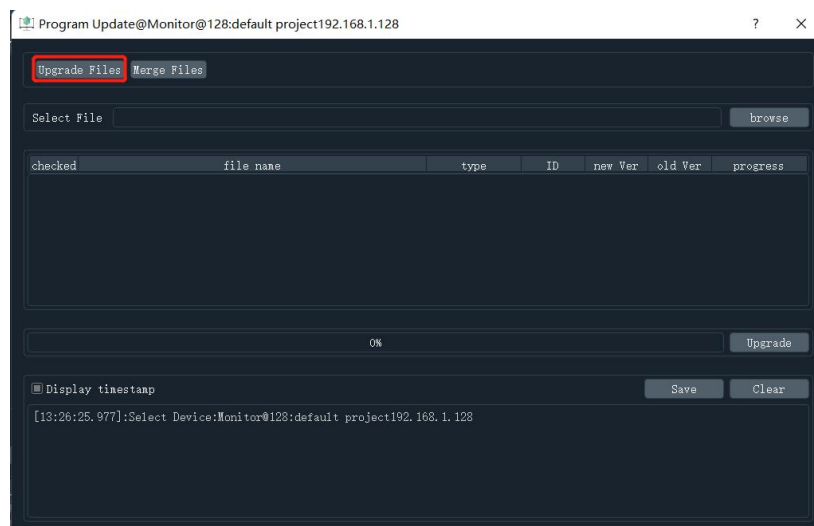 Program Update@Monitor@128:default project192.168.1.128
Upgrade Files Merge Files
Select File browse
checked file name type ID new Ver old Ver progress
0% Upgrade
Display timestamp Save Clear
[13:26:25.977]:Select Device:Monitor@128:default project192.168.1.128